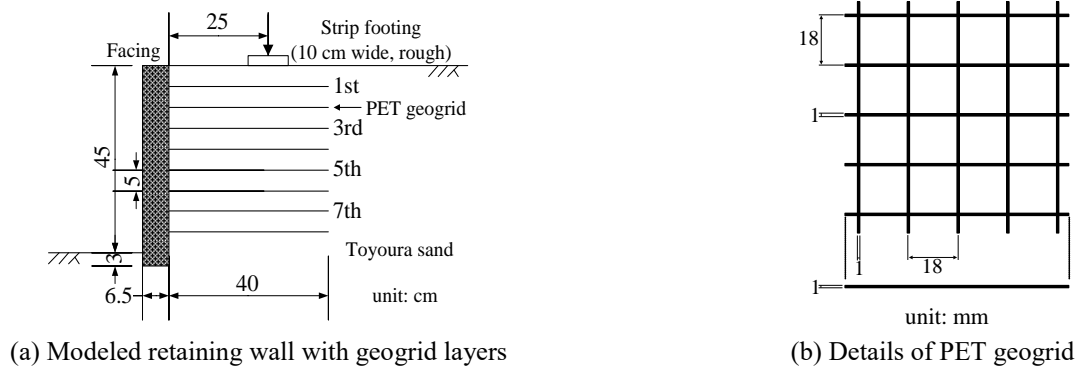 25
Strip footing
Facing
(10 cm wide, rough)
1st
PET geogrid
3rd
45
5th
5
7th
Toyoura sand
3
6.5
40
unit: cm
(a) Modeled retaining wall with geogrid layers
18
1
1
18
1
unit: mm
(b) Details of PET geogrid